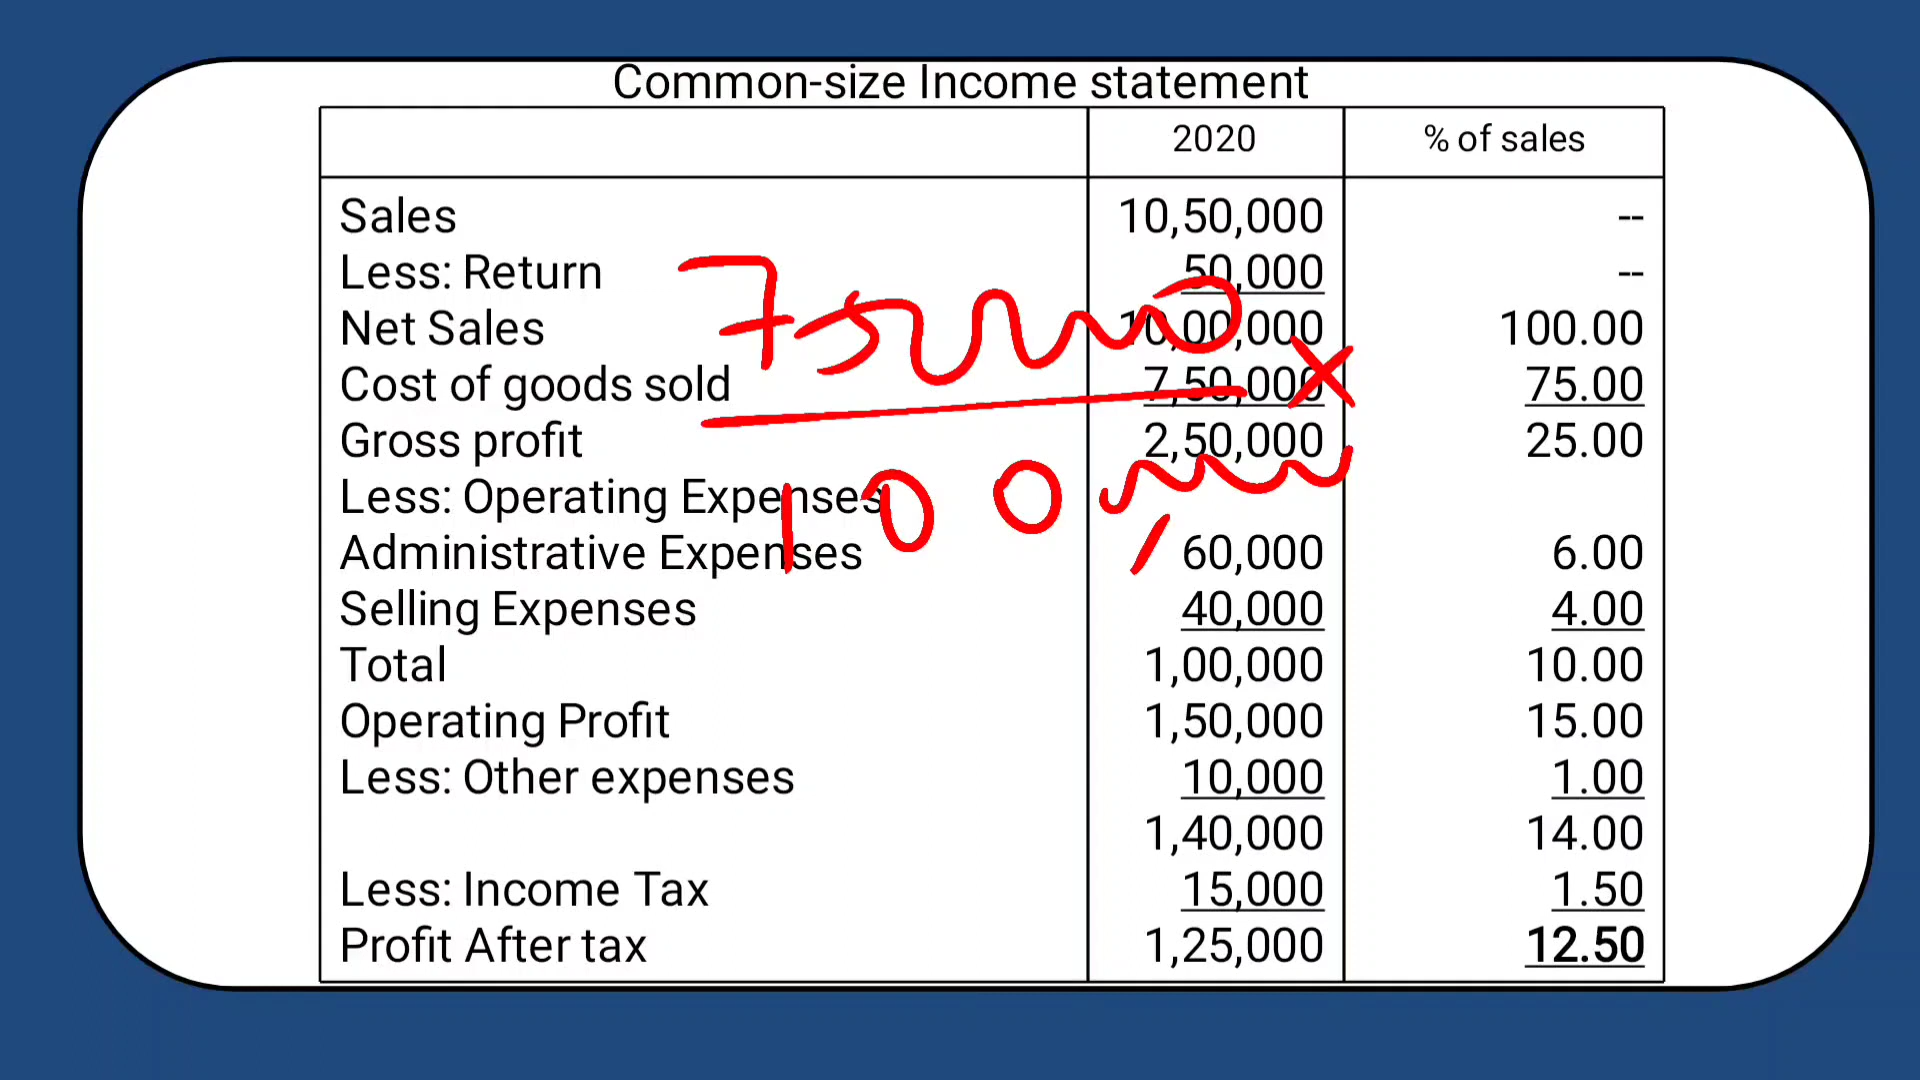 Common-size Income statement
2020 % of sales
Sales 10,50,000 --
Less: Return 50,000 --
Net Sales 10,00,000 100.00
Cost of goods sold 7,50,000 75.00
Gross profit 2,50,000 25.00
Less: Operating Expenses
Administrative Expenses 60,000 6.00
Selling Expenses 40,000 4.00
Total 1,00,000 10.00
Operating Profit 1,50,000 15.00
Less: Other expenses 10,000 1.00
1,40,000 14.00
Less: Income Tax 15,000 1.50
Profit After tax 1,25,000 12.50